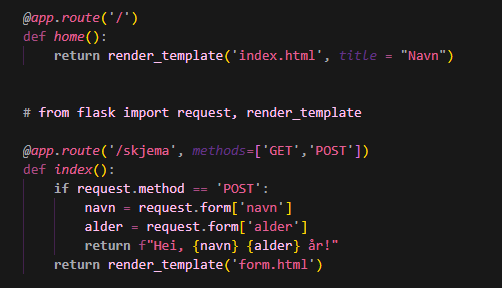 @app.route('/')
def home():
    return render_template('index.html', title = "Navn")
# from flask import request, render_template
@app.route('/skjema', methods=['GET','POST'])
def index():
    if request.method == 'POST':
        navn = request.form['navn']
        alder = request.form['alder']
        return f"Hei, {navn} {alder} år!"
    return render_template('form.html')